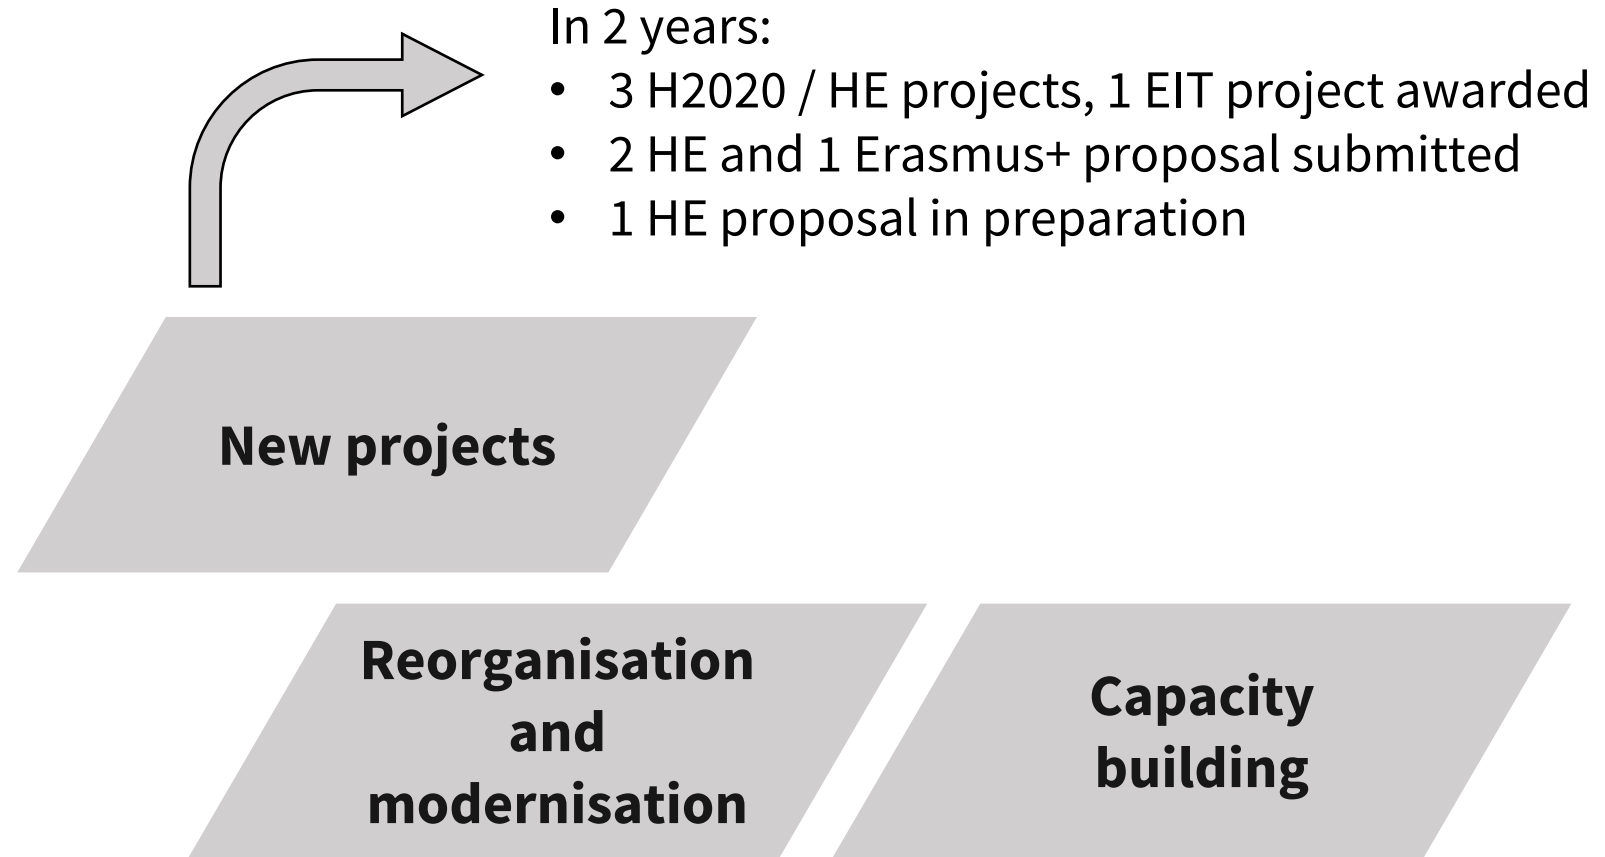 In 2 years:
• 3 H2020 / HE projects, 1 EIT project awarded
• 2 HE and 1 Erasmus+ proposal submitted
• 1 HE proposal in preparation
New projects
Reorganisation
and
modernisation
Capacity
building